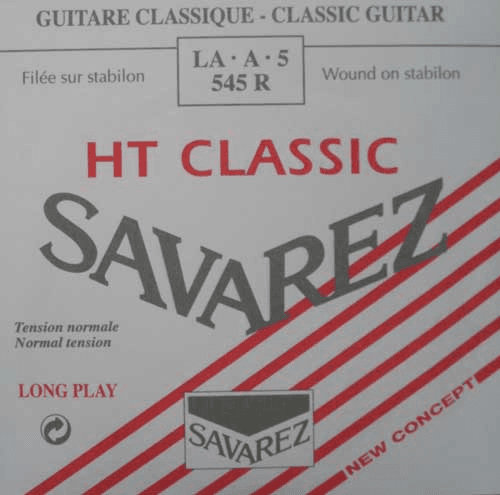 GUITARE CLASSIQUE - CLASSIC GUITAR
LA · A · 5
545 R
Filée sur stabilon
Wound on stabilon
HT CLASSIC
SAVAREZ
Tension normale
Normal tension
LONG PLAY
SAVAREZ
NEW CONCEPT